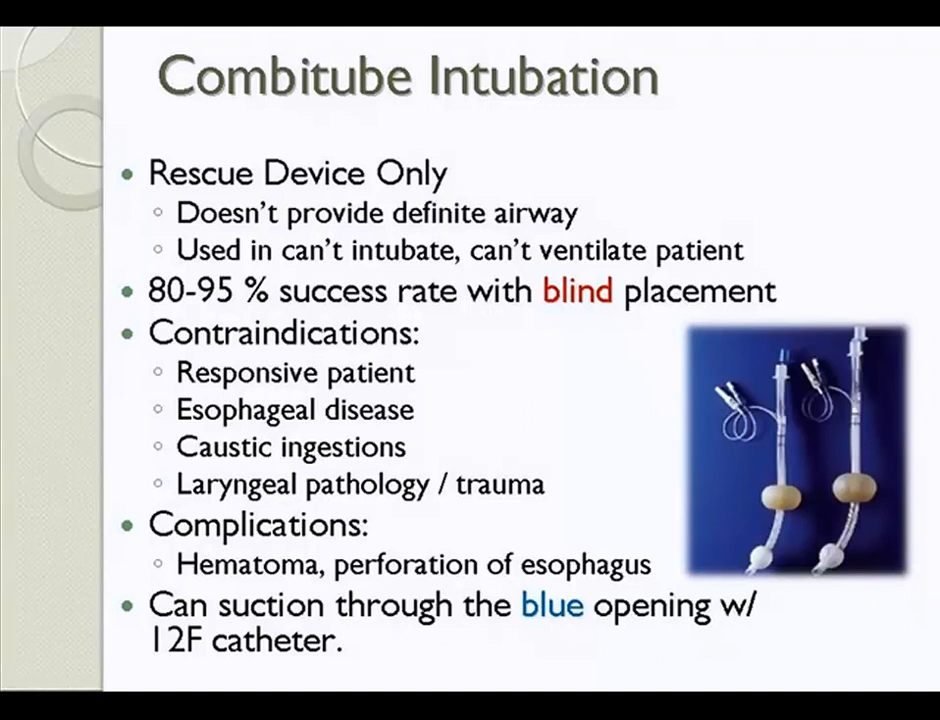 Combitube Intubation
• Rescue Device Only
◦ Doesn't provide definite airway
◦ Used in can't intubate, can't ventilate patient
• 80-95 % success rate with blind placement
• Contraindications:
◦ Responsive patient
◦ Esophageal disease
◦ Caustic ingestions
◦ Laryngeal pathology / trauma
• Complications:
◦ Hematoma, perforation of esophagus
• Can suction through the blue opening w/
12F catheter.